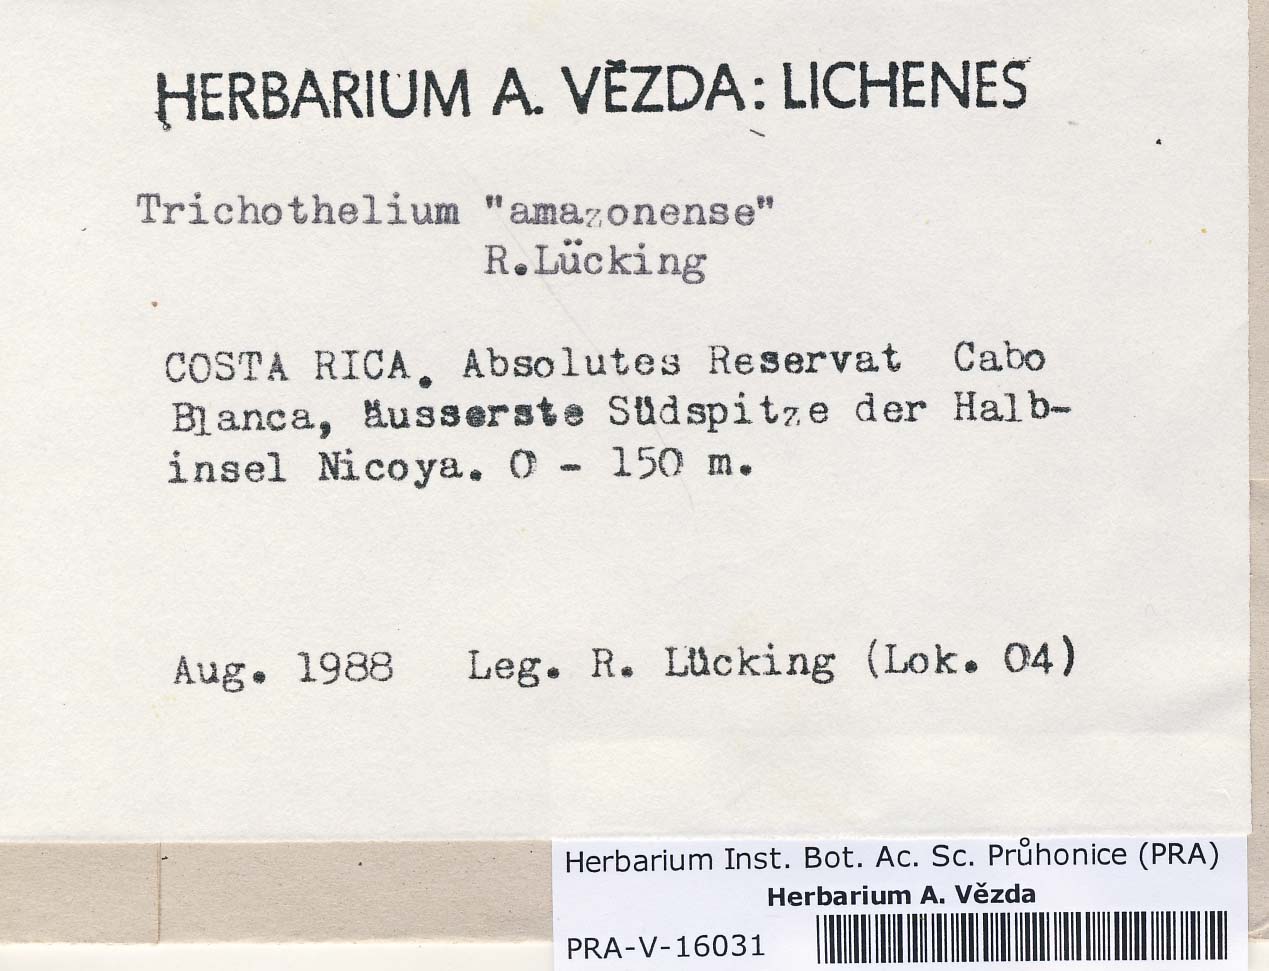 HERBARIUM A. VĚZDA: LICHENES
Trichothelium "amazonense"
R.Lücking
COSTA RICA. Absolutes Reservat Cabo
Blanca, äusserste Südspitze der Halb-
insel Nicoya. 0 - 150 m.
Aug. 1988 Leg. R. Lücking (Lok. 04)
Herbarium Inst. Bot. Ac. Sc. Průhonice (PRA)
Herbarium A. Vězda
PRA-V-16031